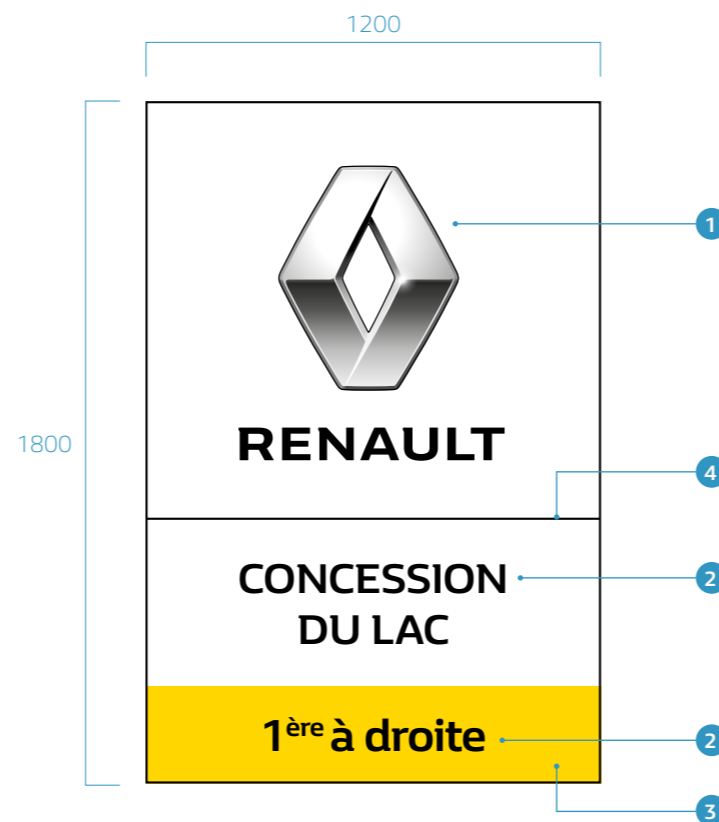 1200
1
1800
RENAULT
4
CONCESSION
2
DU LAC
1ère à droite
2
3